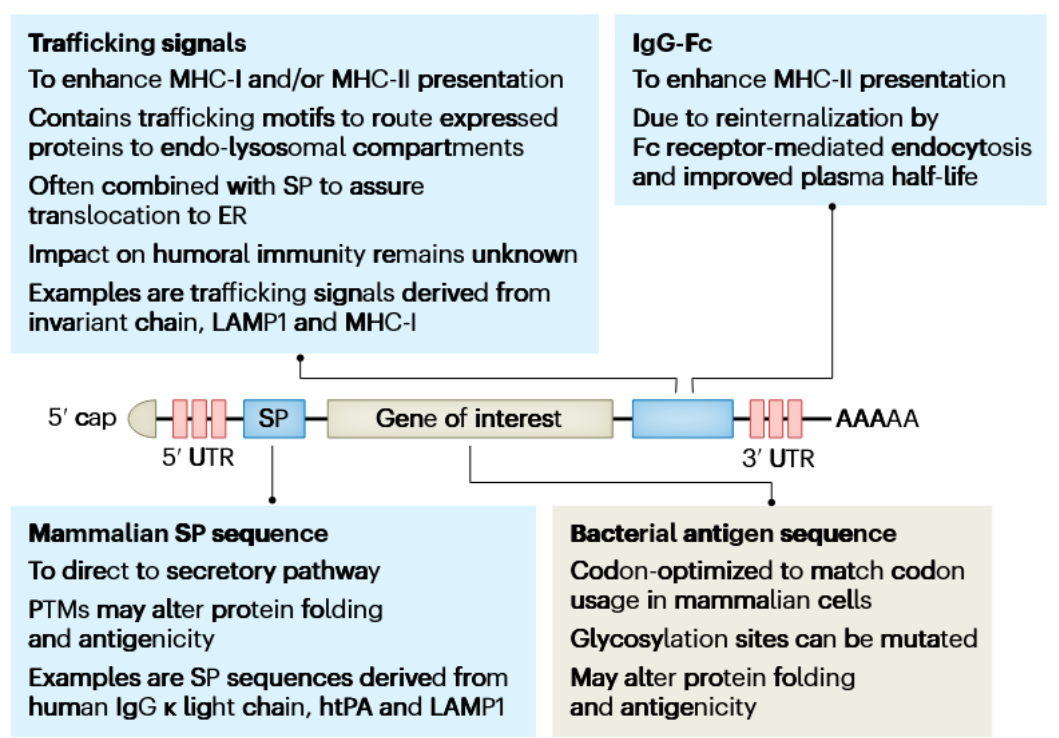 Trafficking signals
To enhance MHC-I and/or MHC-II presentation
Contains trafficking motifs to route expressed
proteins to endo-lysosomal compartments
Often combined with SP to assure
translocation to ER
Impact on humoral immunity remains unknown
Examples are trafficking signals derived from
invariant chain, LAMP1 and MHC-I
IgG-Fc
To enhance MHC-II presentation
Due to reinternalization by
Fc receptor-mediated endocytosis
and improved plasma half-life
5′ cap
SP
Gene of interest
AAAAA
5′ UTR
3′ UTR
Mammalian SP sequence
To direct to secretory pathway
PTMs may alter protein folding
and antigenicity
Examples are SP sequences derived from
human IgG κ light chain, htPA and LAMP1
Bacterial antigen sequence
Codon-optimized to match codon
usage in mammalian cells
Glycosylation sites can be mutated
May alter protein folding
and antigenicity